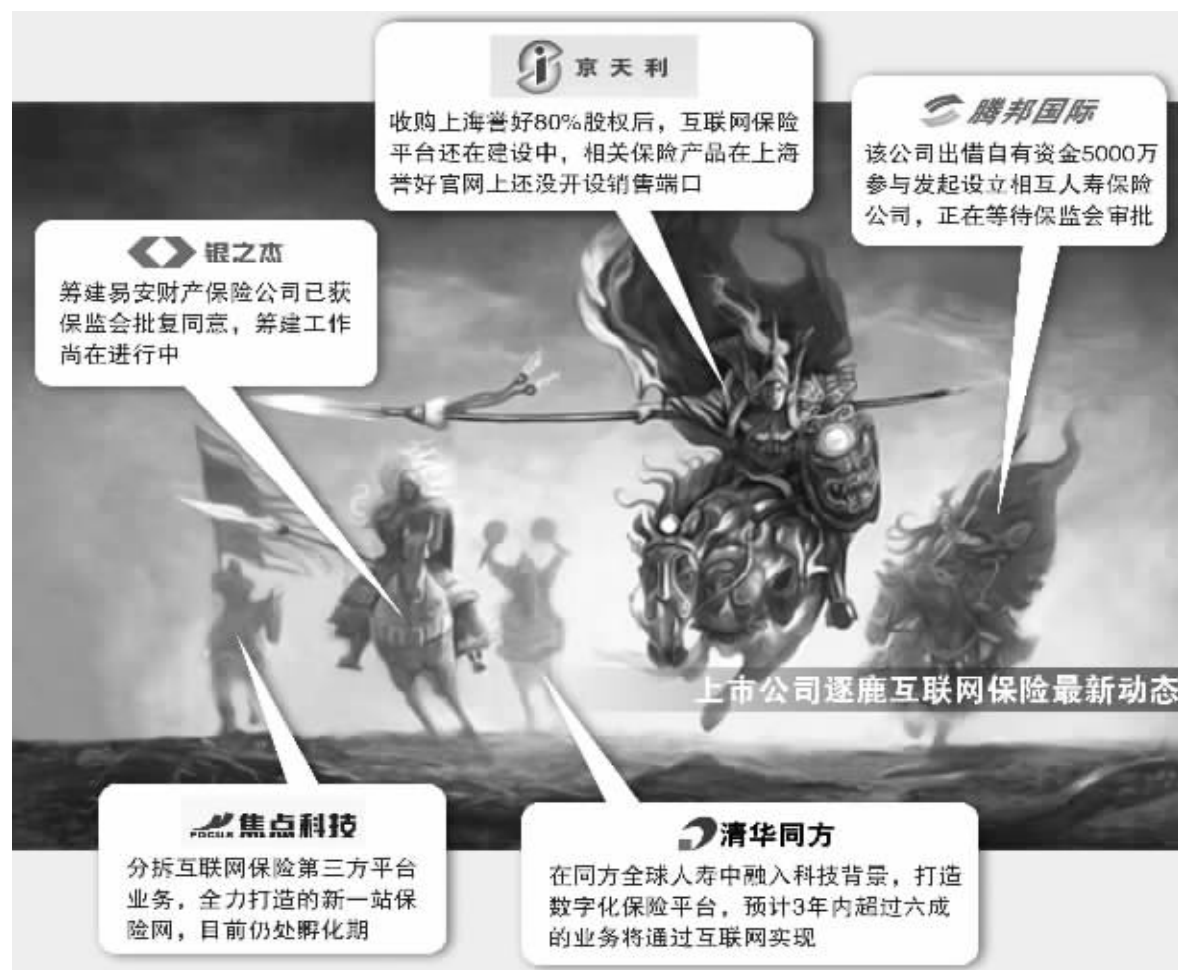 京天利
收购上海誉好80%股权后，互联网保险
平台还在建设中，相关保险产品在上海
誉好官网上还没开设销售端口
腾邦国际
该公司出借自有资金5000万
参与发起设立相互人寿保险
公司，正在等待保监会审批
银之杰
筹建易安财产保险公司已获
保监会批复同意，筹建工作
尚在进行中
上市公司逐鹿互联网保险最新动态
FOCUS 焦点科技
分拆互联网保险第三方平台
业务，全力打造的新一站保
险网，目前仍处孵化期
清华同方
在同方全球人寿中融入科技背景，打造
数字化保险平台，预计3年内超过六成
的业务将通过互联网实现